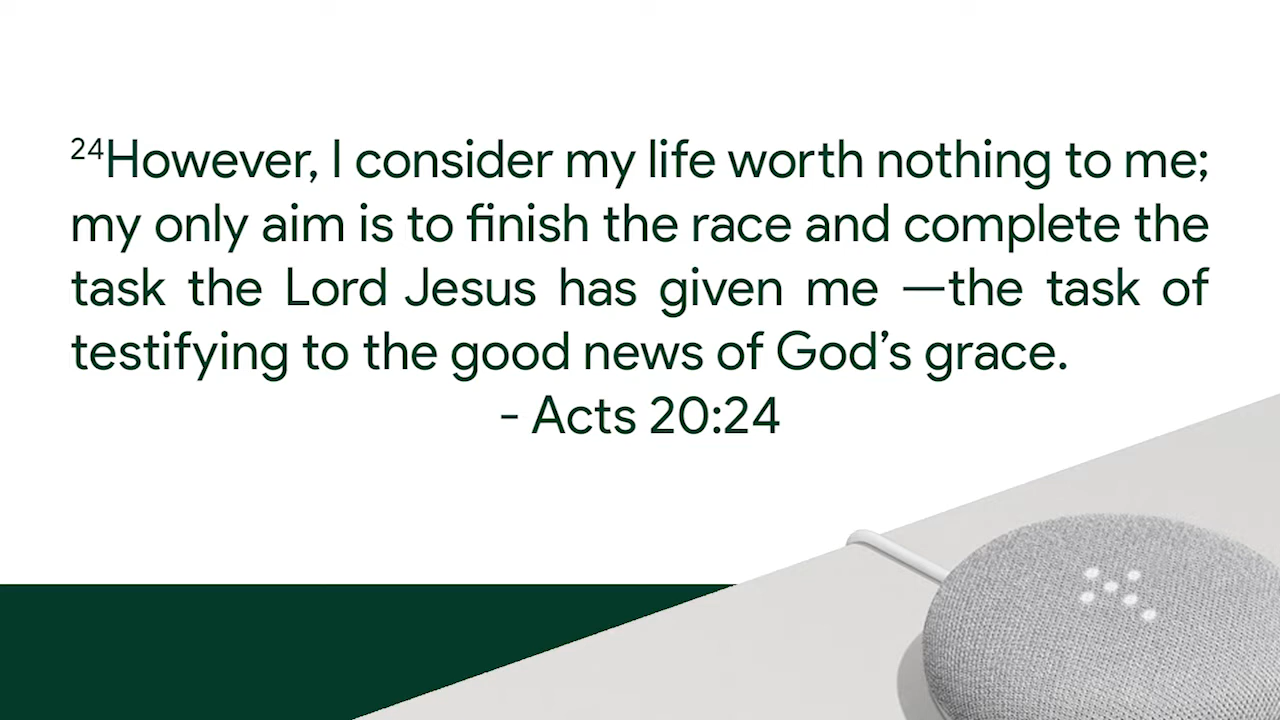 24However, I consider my life worth nothing to me;
my only aim is to finish the race and complete the
task the Lord Jesus has given me —the task of
testifying to the good news of God’s grace.
- Acts 20:24